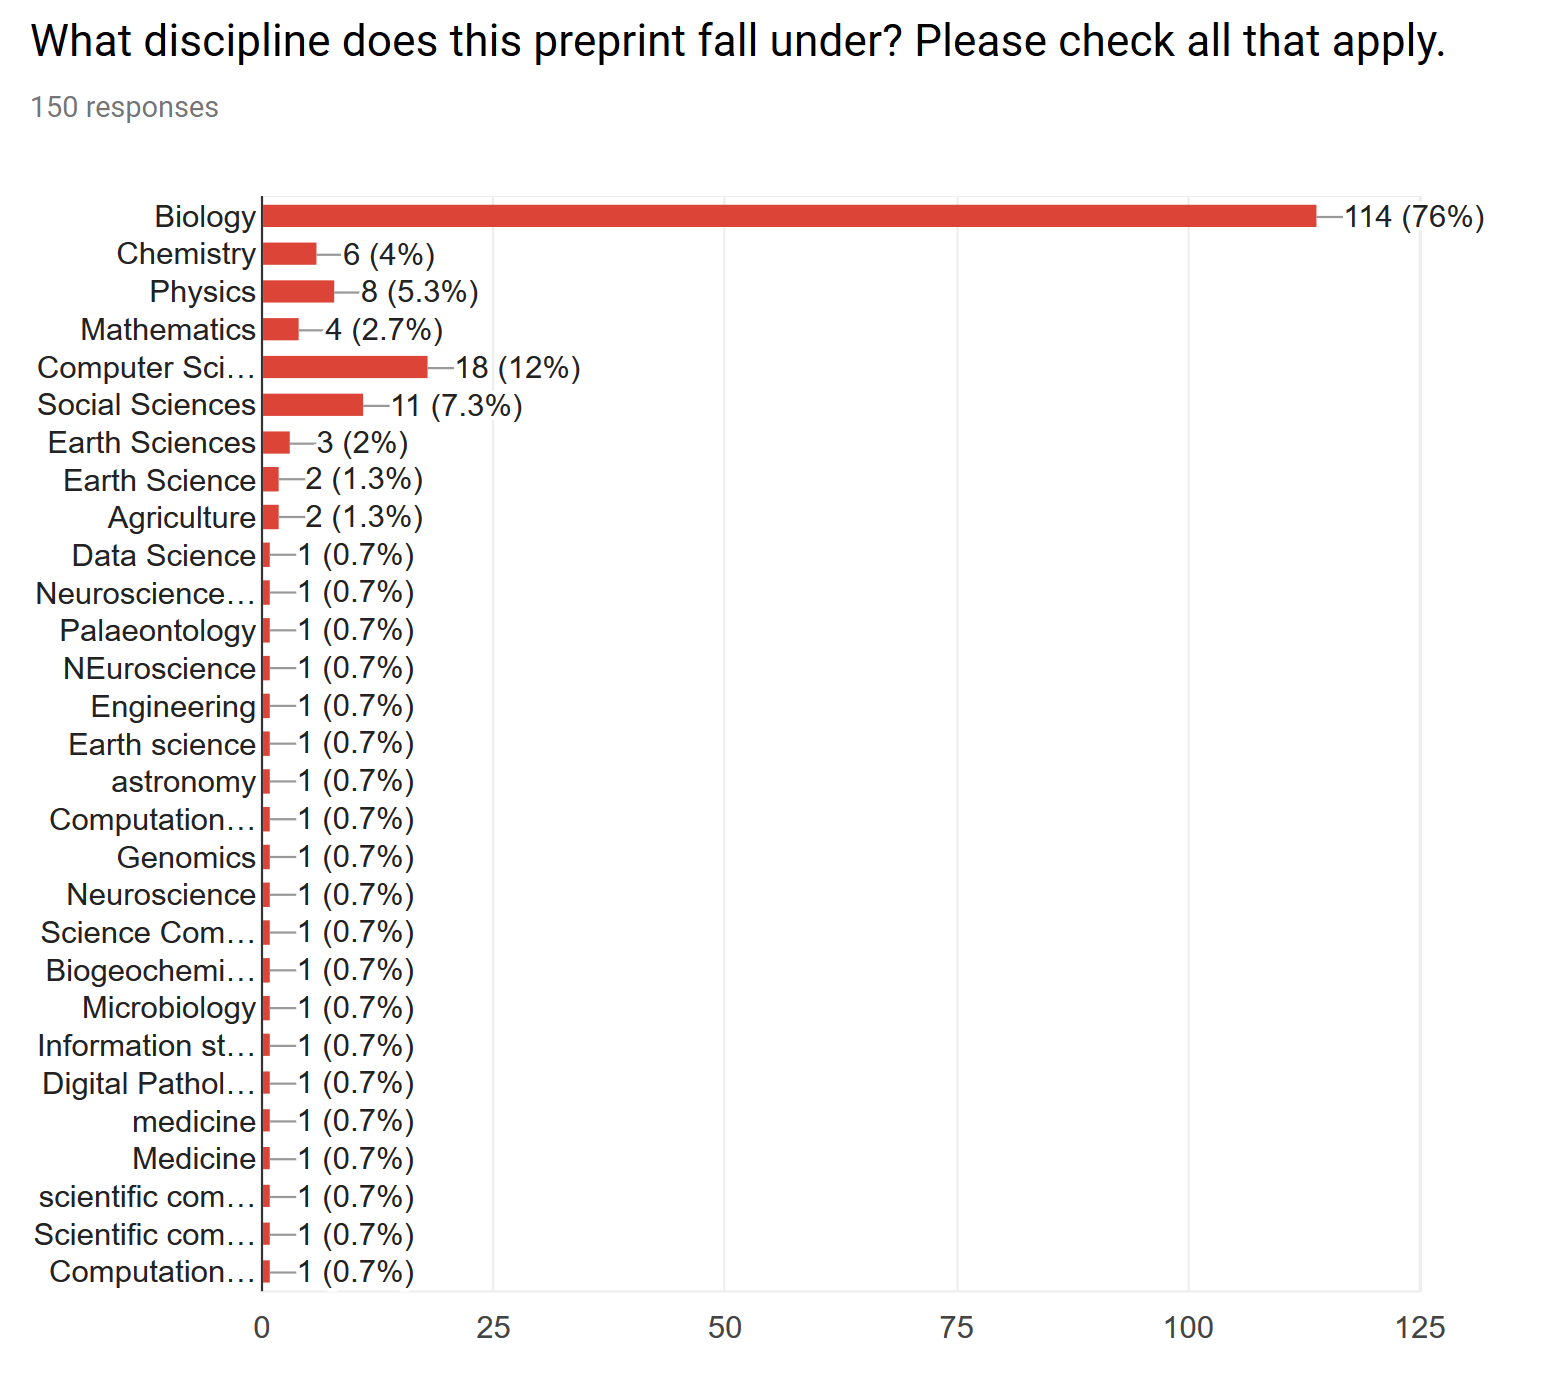 What discipline does this preprint fall under? Please check all that apply.
150 responses
Biology 114 (76%)
Chemistry 6 (4%)
Physics 8 (5.3%)
Mathematics 4 (2.7%)
Computer Sci… 18 (12%)
Social Sciences 11 (7.3%)
Earth Sciences 3 (2%)
Earth Science 2 (1.3%)
Agriculture 2 (1.3%)
Data Science 1 (0.7%)
Neuroscience… 1 (0.7%)
Palaeontology 1 (0.7%)
NEuroscience 1 (0.7%)
Engineering 1 (0.7%)
Earth science 1 (0.7%)
astronomy 1 (0.7%)
Computation… 1 (0.7%)
Genomics 1 (0.7%)
Neuroscience 1 (0.7%)
Science Com… 1 (0.7%)
Biogeochemi… 1 (0.7%)
Microbiology 1 (0.7%)
Information st… 1 (0.7%)
Digital Pathol… 1 (0.7%)
medicine 1 (0.7%)
Medicine 1 (0.7%)
scientific com… 1 (0.7%)
Scientific com… 1 (0.7%)
Computation… 1 (0.7%)
0 25 50 75 100 125